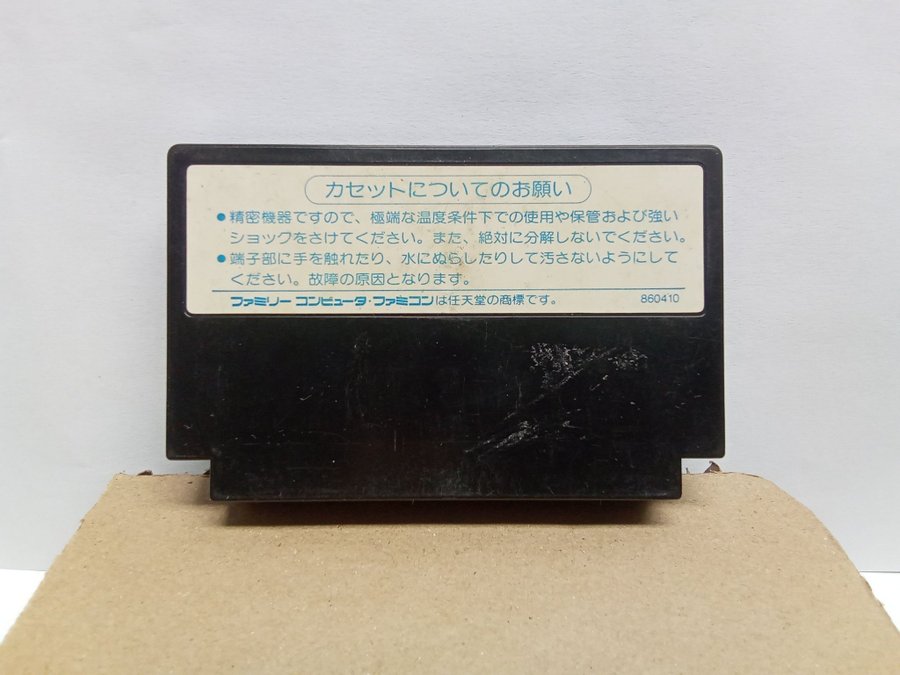 カセットについてのお願い
●精密機器ですので、極端な温度条件下での使用や保管および強い
ショックをさけてください。また、絶対に分解しないでください。
●端子部に手を触れたり、水にぬらしたりして汚さないようにして
ください。故障の原因となります。
ファミリー コンピュータ・ファミコンは任天堂の商標です。 860410